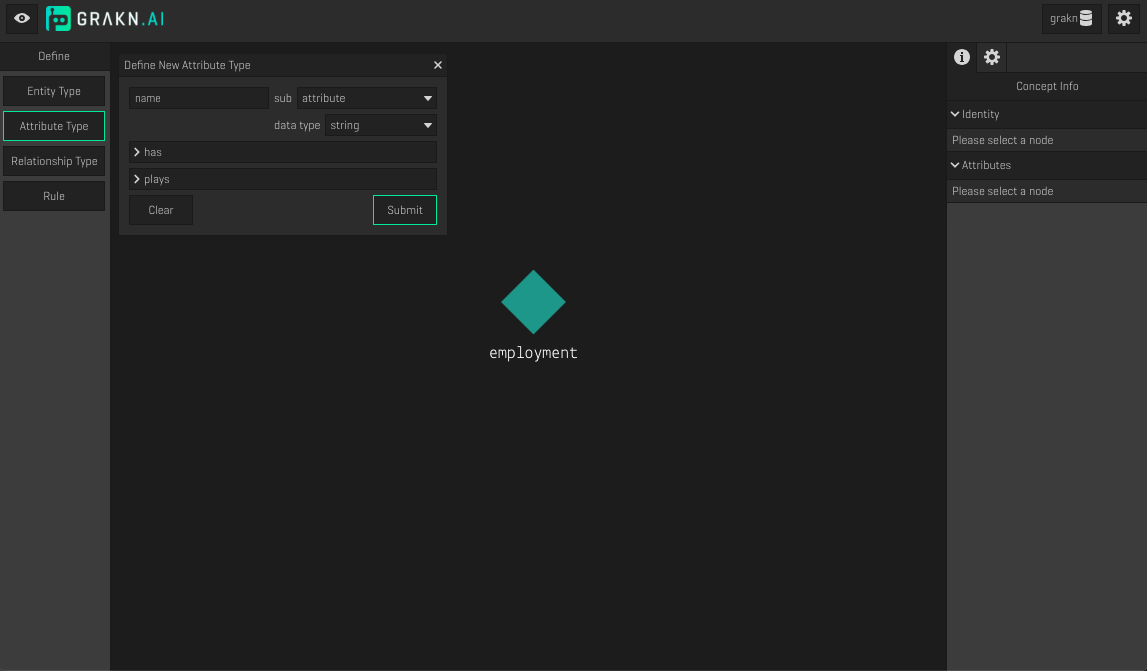 GRAKN.AI
grakn
Define
Entity Type
Attribute Type
Relationship Type
Rule
Define New Attribute Type
name sub attribute
data type string
has
plays
Clear Submit
employment
Concept Info
Identity
Please select a node
Attributes
Please select a node